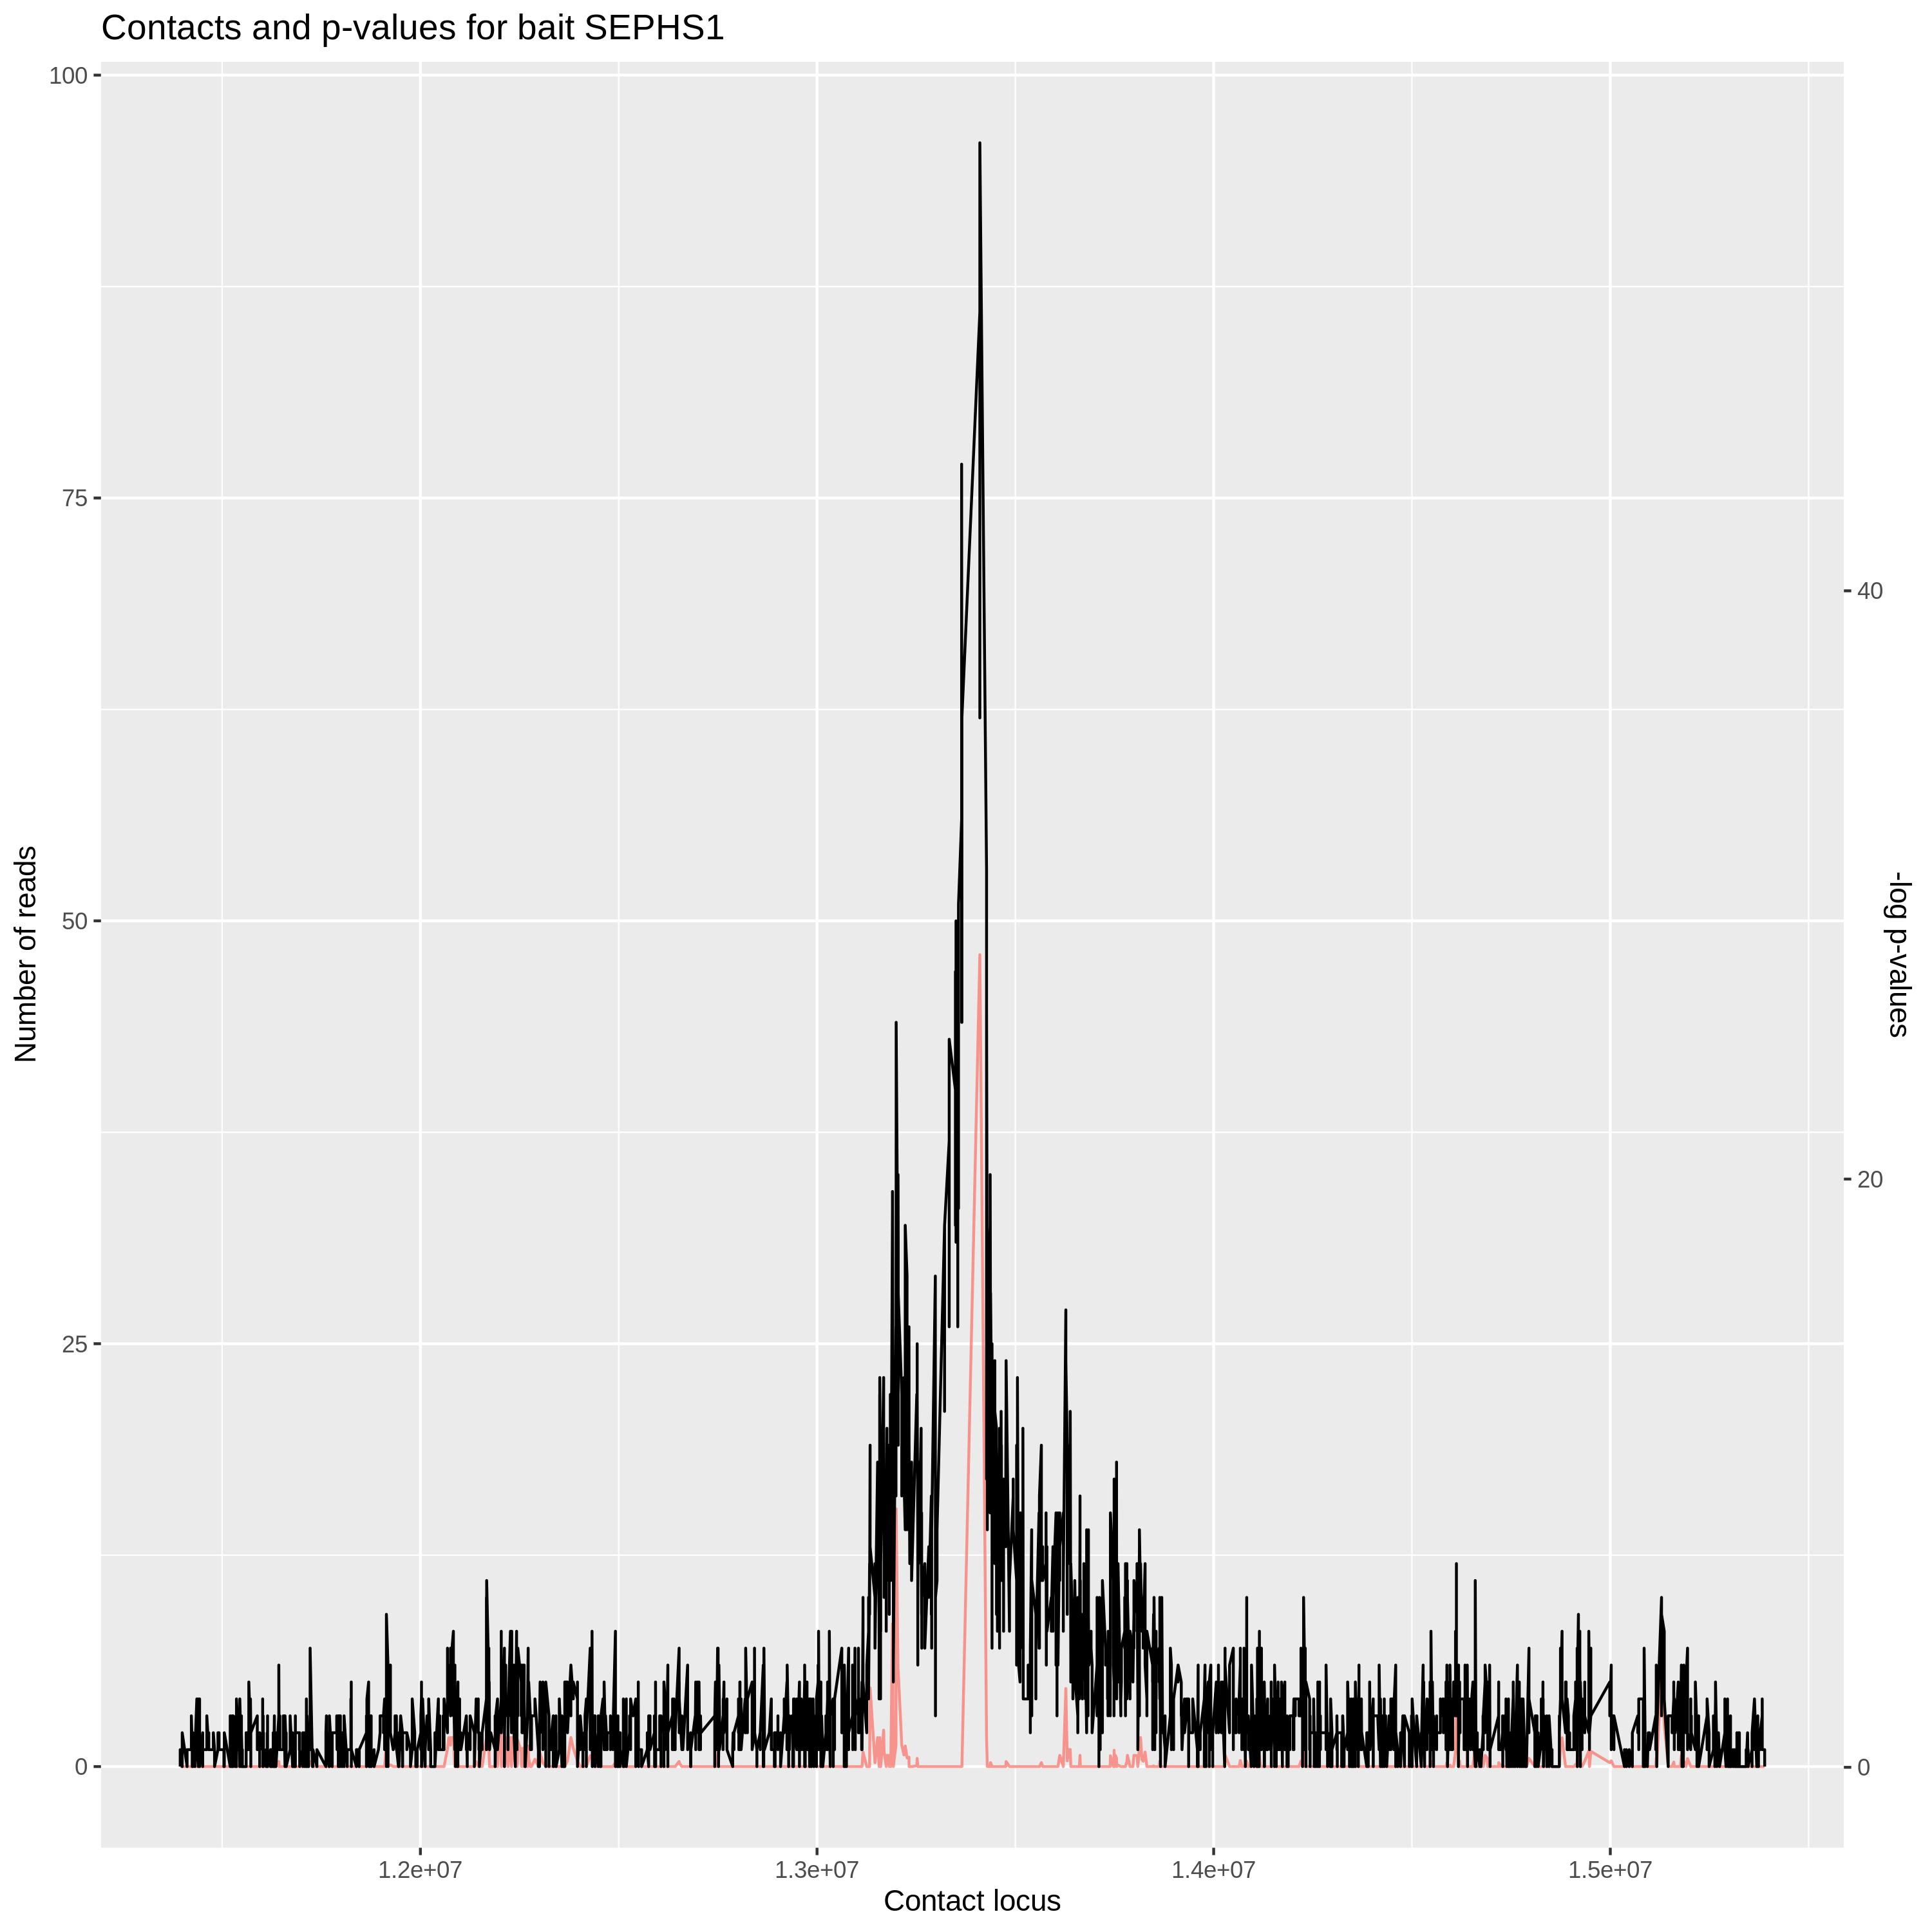 Contacts and p-values for bait SEPHS1
100
75
50
25
0
Number of reads
40
20
0
-log p-values
1.2e+07
1.3e+07
1.4e+07
1.5e+07
Contact locus